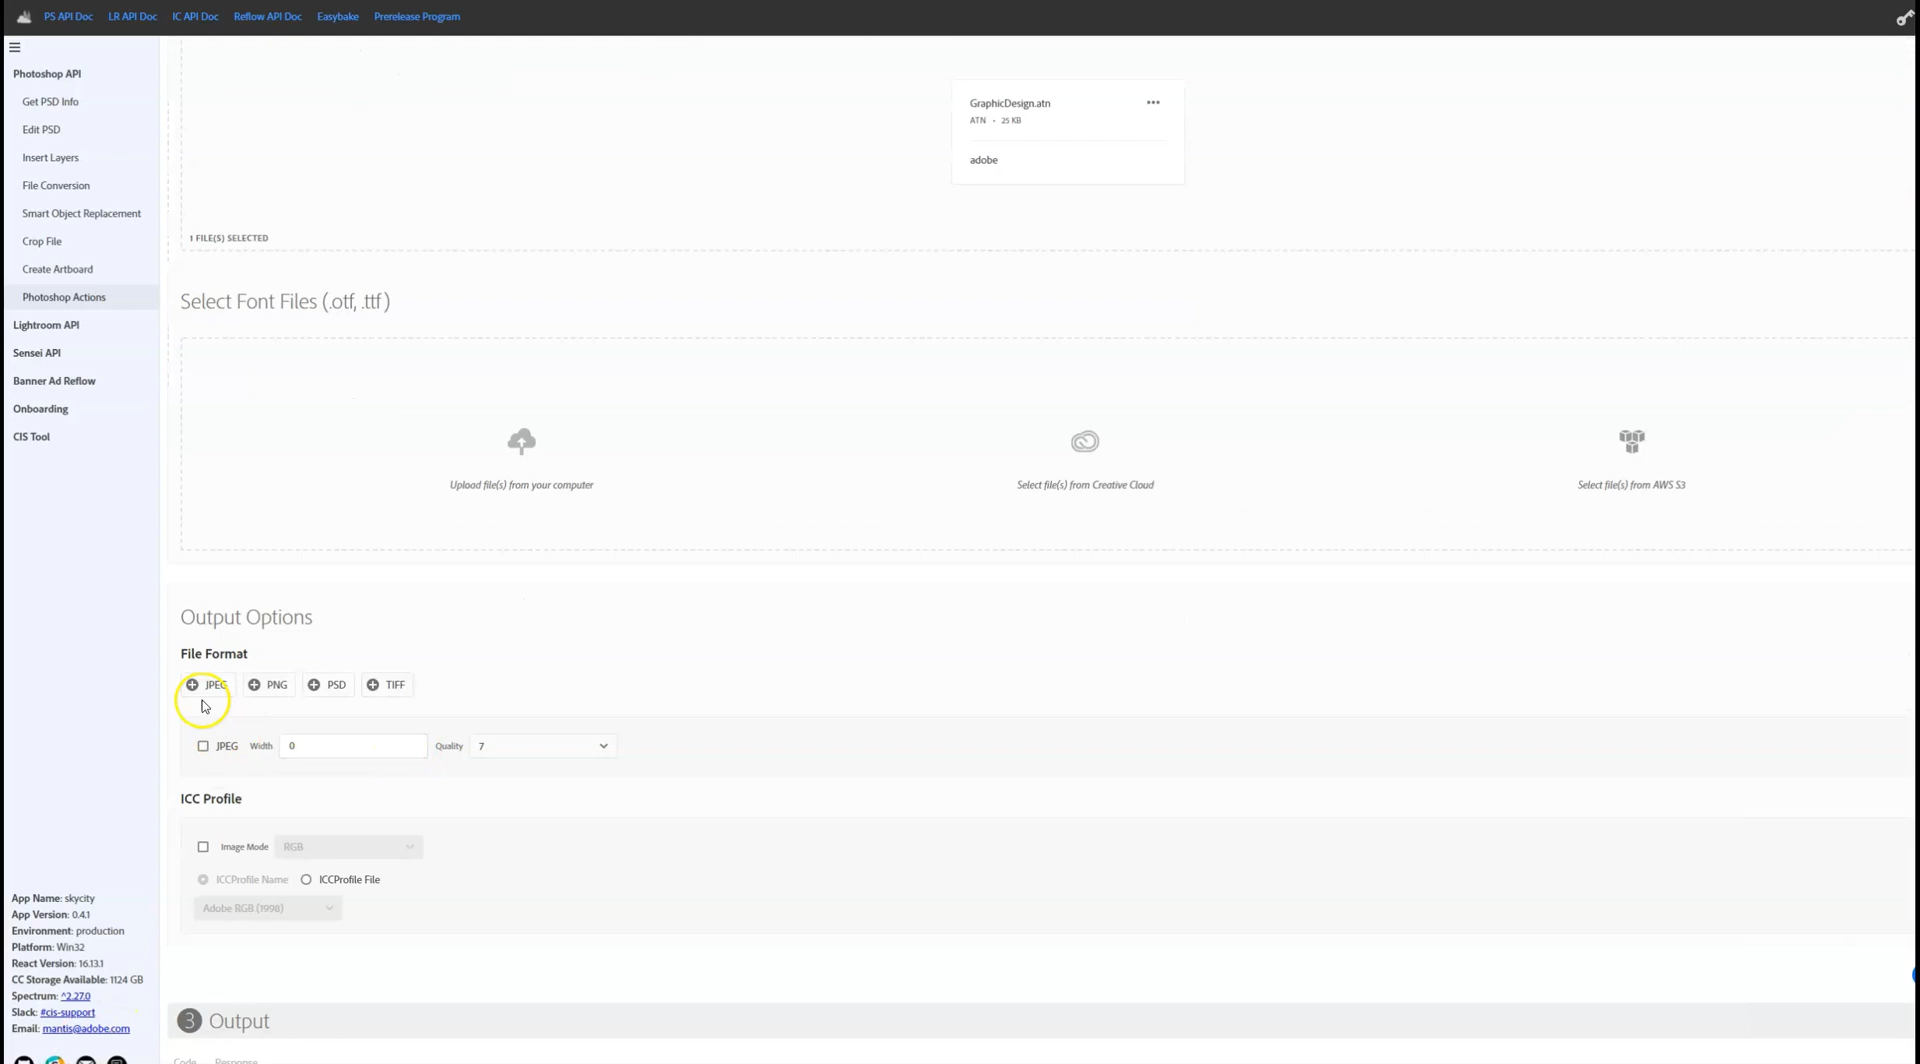 PS API Doc LR API Doc IC API Doc Reflow API Doc Easybake Prerelease Program
Photoshop API
Get PSD Info
Edit PSD
Insert Layers
File Conversion
Smart Object Replacement
Crop File
Create Artboard
Photoshop Actions
Lightroom API
Sensei API
Banner Ad Reflow
Onboarding
CIS Tool
App Name: skycity
App Version: 0.4.1
Environment: production
Platform: Win32
React Version: 16.13.1
CC Storage Available: 1124 GB
Spectrum: ^2.27.0
Slack: #cis-support
Email: mantis@adobe.com
GraphicDesign.atn
ATN • 25 KB
adobe
1 FILE(S) SELECTED
Select Font Files (.otf, .ttf)
Upload file(s) from your computer
Select file(s) from Creative Cloud
Select file(s) from AWS S3
Output Options
File Format
JPEG PNG PSD TIFF
JPEG Width 0 Quality 7
ICC Profile
Image Mode RGB
ICCProfile Name ICCProfile File
Adobe RGB (1998)
3 Output
Code Response